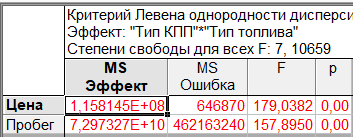 Критерий Левена однородности дисперси
Эффект: "Тип КПП"*"Тип топлива"
Степени свободы для всех F: 7, 10659
MS Эффект MS Ошибка F p
Цена 1,158145E+08 646870 179,0382 0,00
Пробег 7,297327E+10 462163240 157,8950 0,00